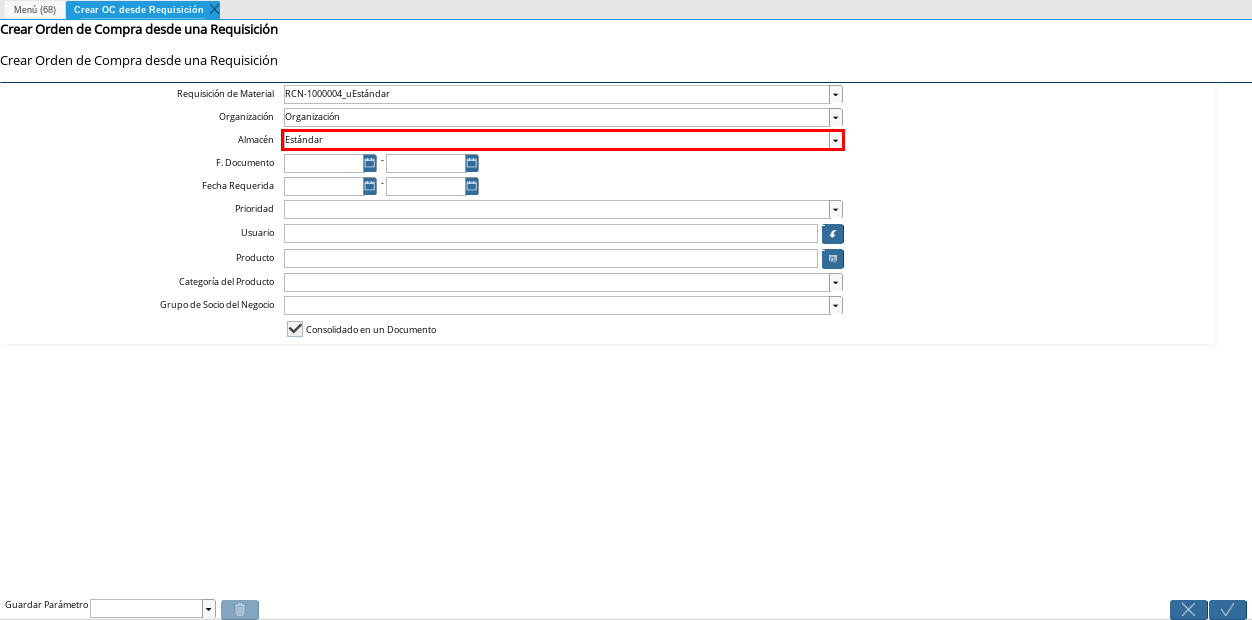 Menú (68) Crear OC desde Requisición
Crear Orden de Compra desde una Requisición
Crear Orden de Compra desde una Requisición
Requisición de Material RCN-1000004_uEstándar
Organización Organización
Almacén Estándar
F. Documento -
Fecha Requerida -
Prioridad
Usuario
Producto
Categoría del Producto
Grupo de Socio del Negocio
Consolidado en un Documento
Guardar Parámetro